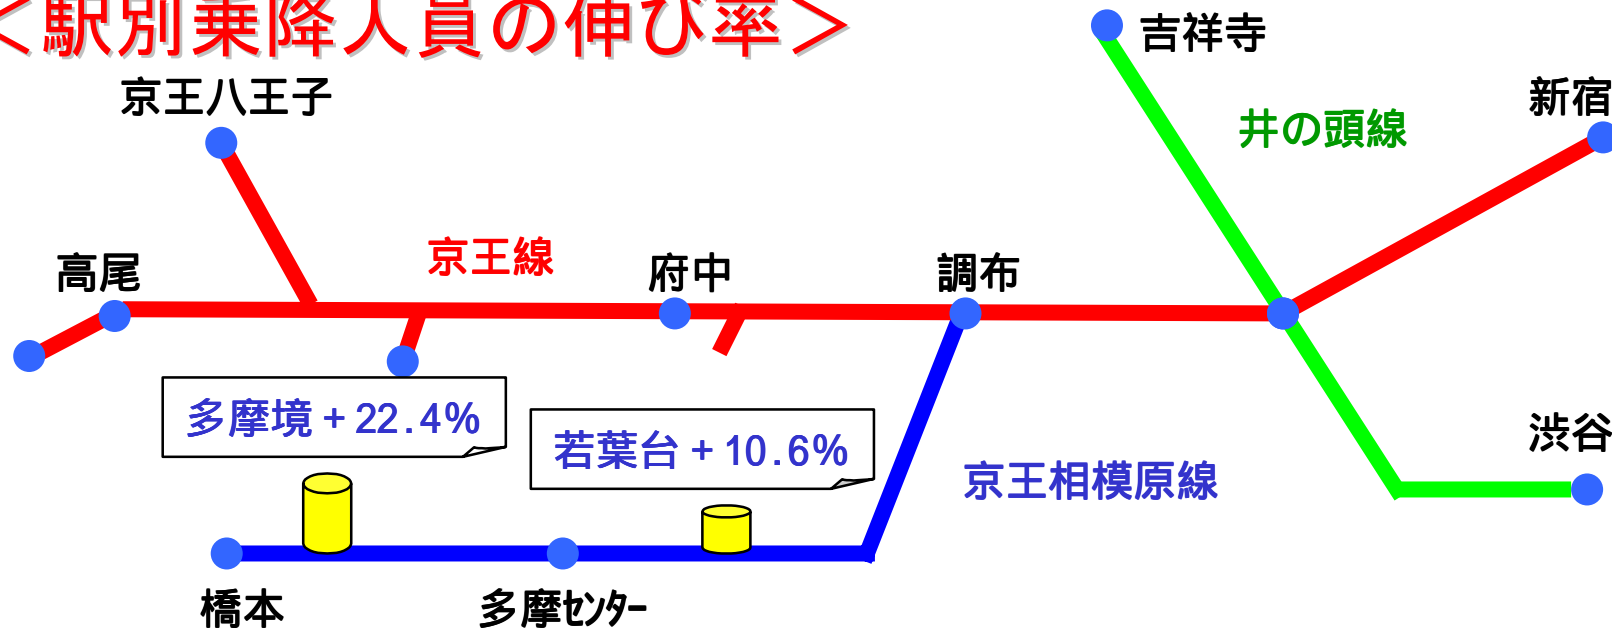 <駅別乗降人員の伸び率>
吉祥寺
京王八王子
新宿
井の頭線
京王線
高尾
府中
調布
多摩境+22.4%
若葉台+10.6%
渋谷
京王相模原線
橋本
多摩センター